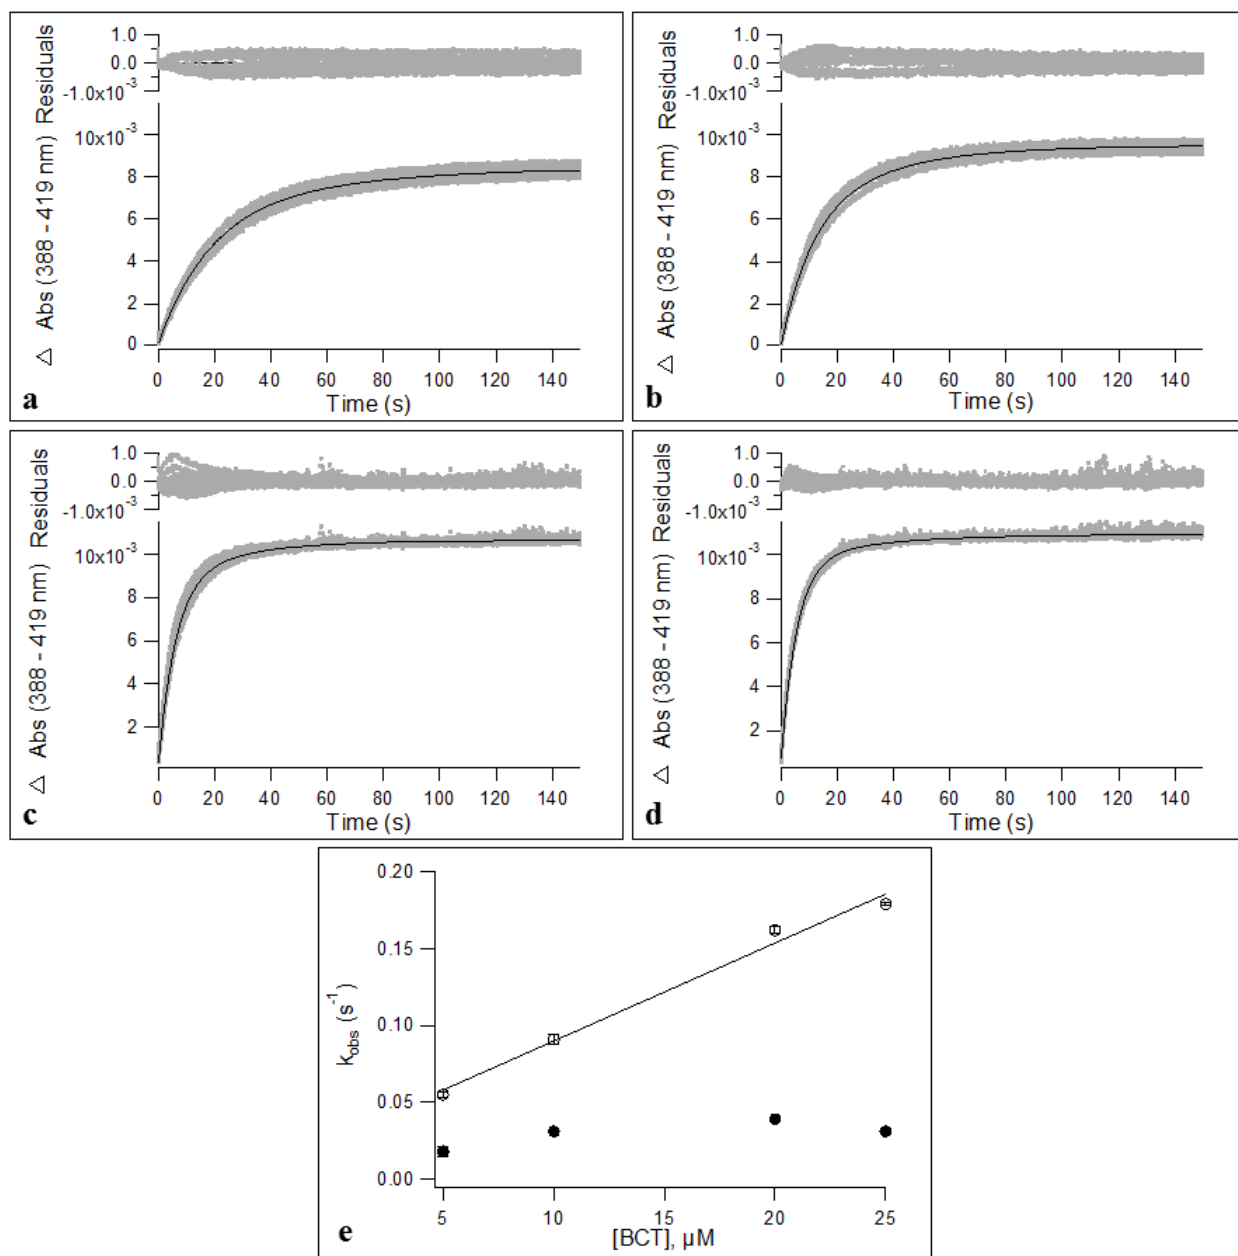 Δ Abs (388 - 419 nm) Residuals
1.0
0.0
-1.0x10-3
10x10-3
8
6
4
2
0
0 20 40 60 80 100 120 140
Time (s)
a
Δ Abs (388 - 419 nm) Residuals
1.0
0.0
-1.0x10-3
10x10-3
8
6
4
2
0
0 20 40 60 80 100 120 140
Time (s)
b
Δ Abs (388 - 419 nm) Residuals
1.0
0.0
-1.0x10-3
10x10-3
8
6
4
2
0 20 40 60 80 100 120 140
Time (s)
c
Δ Abs (388 - 419 nm) Residuals
1.0
0.0
-1.0x10-3
10x10-3
8
6
4
2
0 20 40 60 80 100 120 140
Time (s)
d
kobs (s-1)
0.20
0.15
0.10
0.05
0.00
5 10 15 20 25
[BCT], µM
e